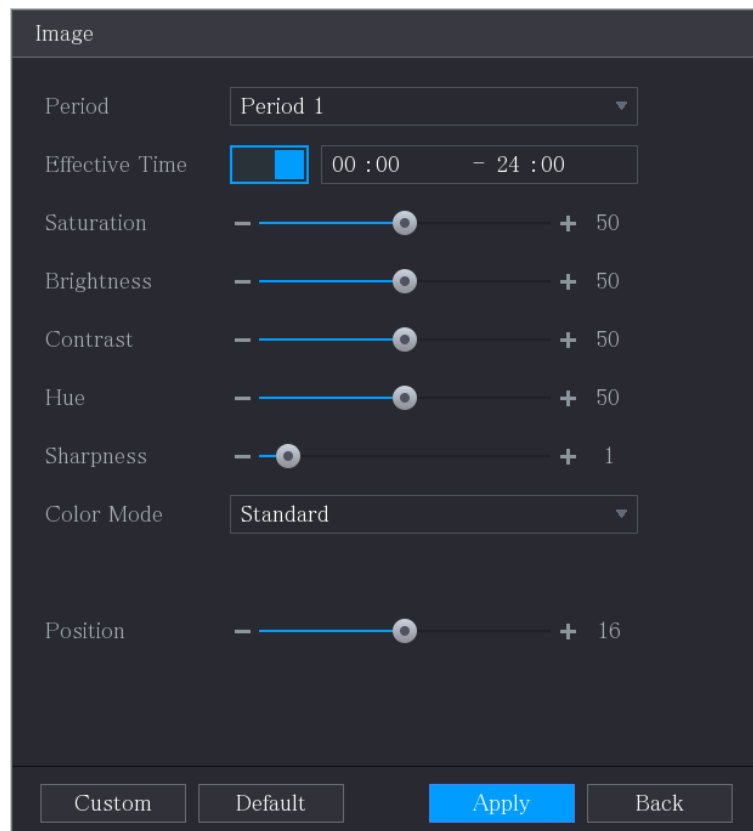 Image
Period Period 1
Effective Time 00 :00 - 24 :00
Saturation 50
Brightness 50
Contrast 50
Hue 50
Sharpness 1
Color Mode Standard
Position 16
Custom Default Apply Back